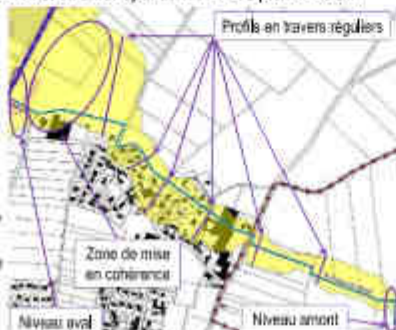 Profils en travers réguliers
Zone de mise
en cohérence
Niveau aval
Niveau amont